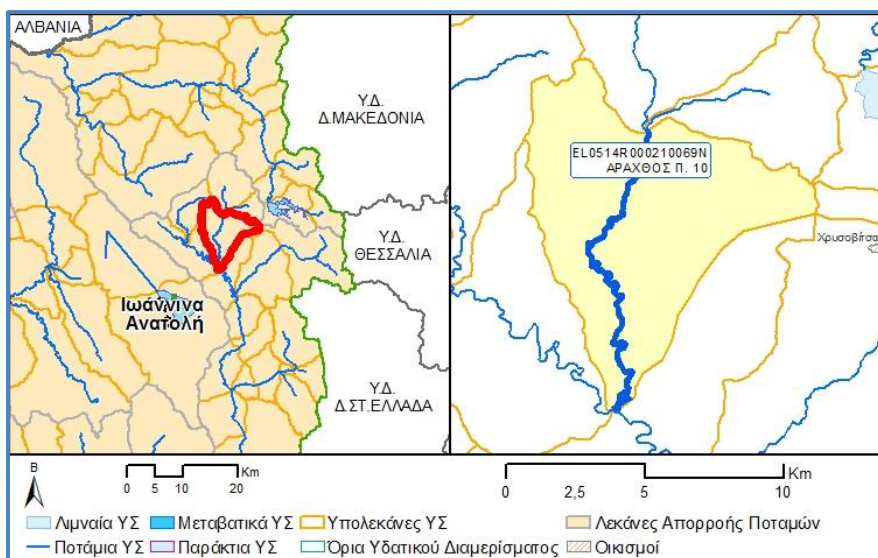 ΑΛΒΑΝΙΑ
Υ.Δ.
Δ.ΜΑΚΕΔΟΝΙΑ
Υ.Δ.
ΘΕΣΣΑΛΙΑ
Ιωάννινα
Ανατολή
Υ.Δ.
Δ.ΣΤ.ΕΛΛΑΔΑ
EL0514R000210069N
ΑΡΑΧΘΟΣ Π. 10
Χρυσοβίτσα
Β
Km
0 5 10 20
Km
0 2,5 5 10
Λιμναία ΥΣ Μεταβατικά ΥΣ Υπολεκάνες ΥΣ Λεκάνες Απορροής Ποταμών
Ποτάμια ΥΣ Παράκτια ΥΣ Όρια Υδατικού Διαμερίσματος Οικισμοί